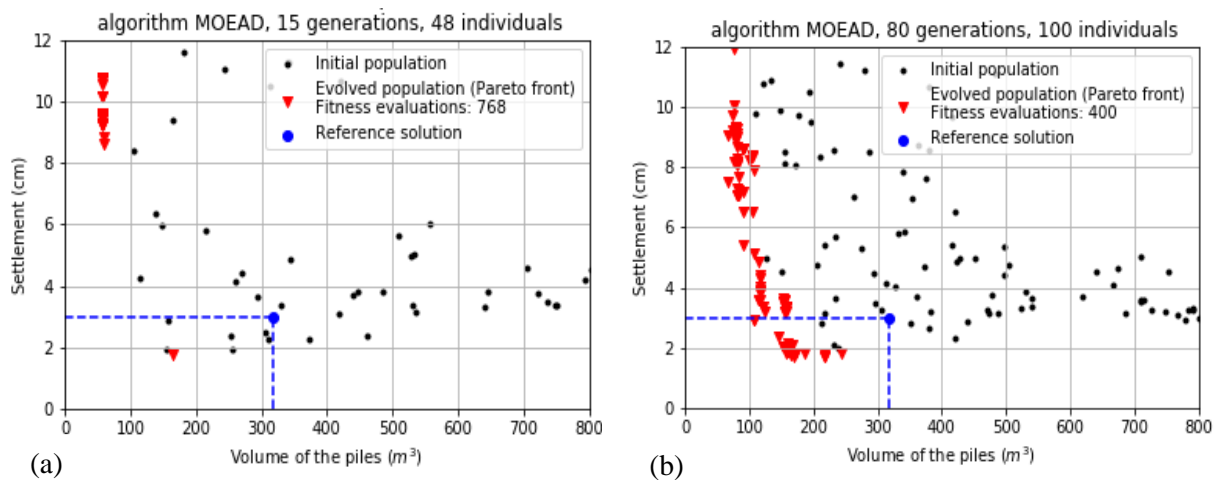 algorithm MOEAD, 15 generations, 48 individuals
12
10
8
6
4
2
0
Settlement (cm)
Initial population
Evolved population (Pareto front)
Fitness evaluations: 768
Reference solution
0 100 200 300 400 500 600 700 800
Volume of the piles (m³)
(a)
algorithm MOEAD, 80 generations, 100 individuals
12
10
8
6
4
2
0
Settlement (cm)
Initial population
Evolved population (Pareto front)
Fitness evaluations: 400
Reference solution
0 100 200 300 400 500 600 700 800
Volume of the piles (m³)
(b)